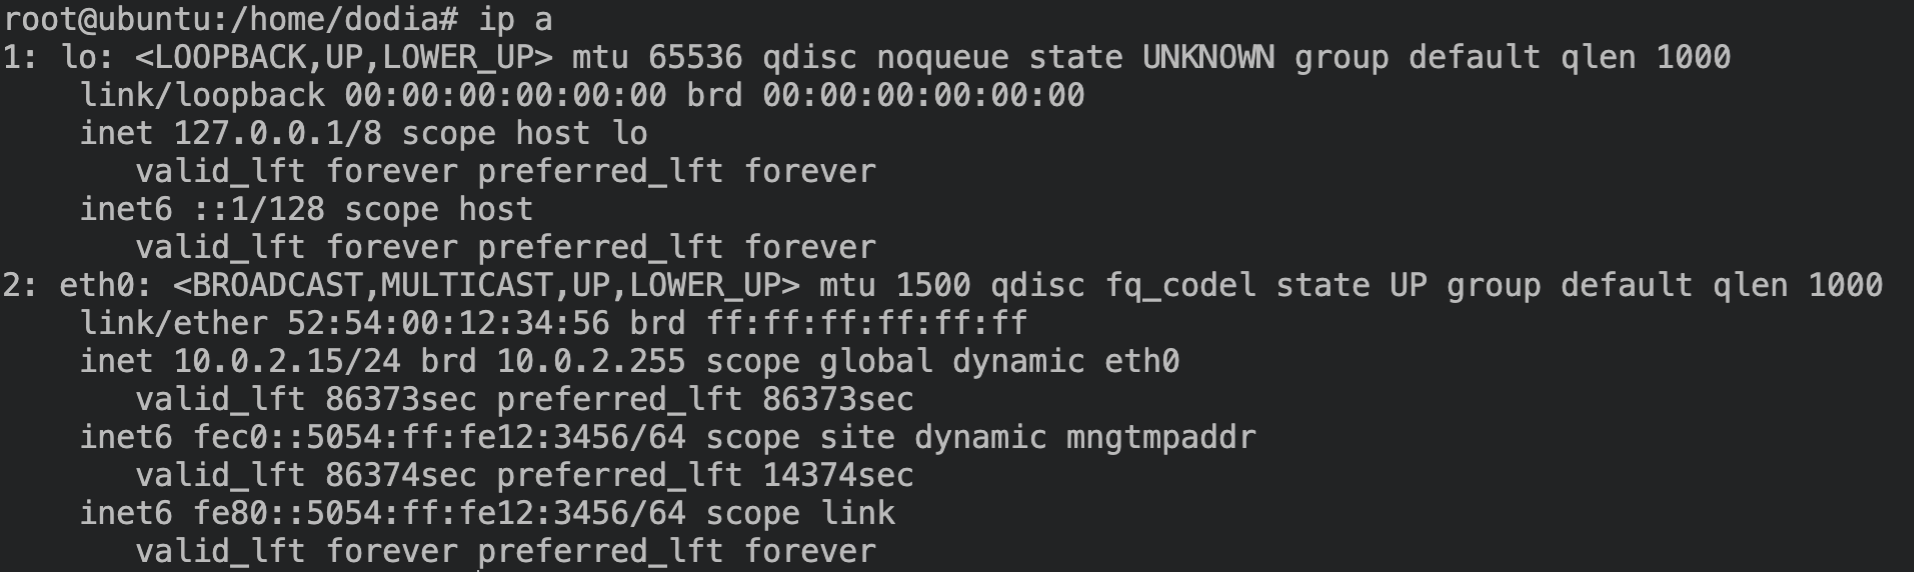 root@ubuntu:/home/dodia# ip a
1: lo: <LOOPBACK,UP,LOWER_UP> mtu 65536 qdisc noqueue state UNKNOWN group default qlen 1000
    link/loopback 00:00:00:00:00:00 brd 00:00:00:00:00:00
    inet 127.0.0.1/8 scope host lo
       valid_lft forever preferred_lft forever
    inet6 ::1/128 scope host
       valid_lft forever preferred_lft forever
2: eth0: <BROADCAST,MULTICAST,UP,LOWER_UP> mtu 1500 qdisc fq_codel state UP group default qlen 1000
    link/ether 52:54:00:12:34:56 brd ff:ff:ff:ff:ff:ff
    inet 10.0.2.15/24 brd 10.0.2.255 scope global dynamic eth0
       valid_lft 86373sec preferred_lft 86373sec
    inet6 fec0::5054:ff:fe12:3456/64 scope site dynamic mngtmpaddr
       valid_lft 86374sec preferred_lft 14374sec
    inet6 fe80::5054:ff:fe12:3456/64 scope link
       valid_lft forever preferred_lft forever